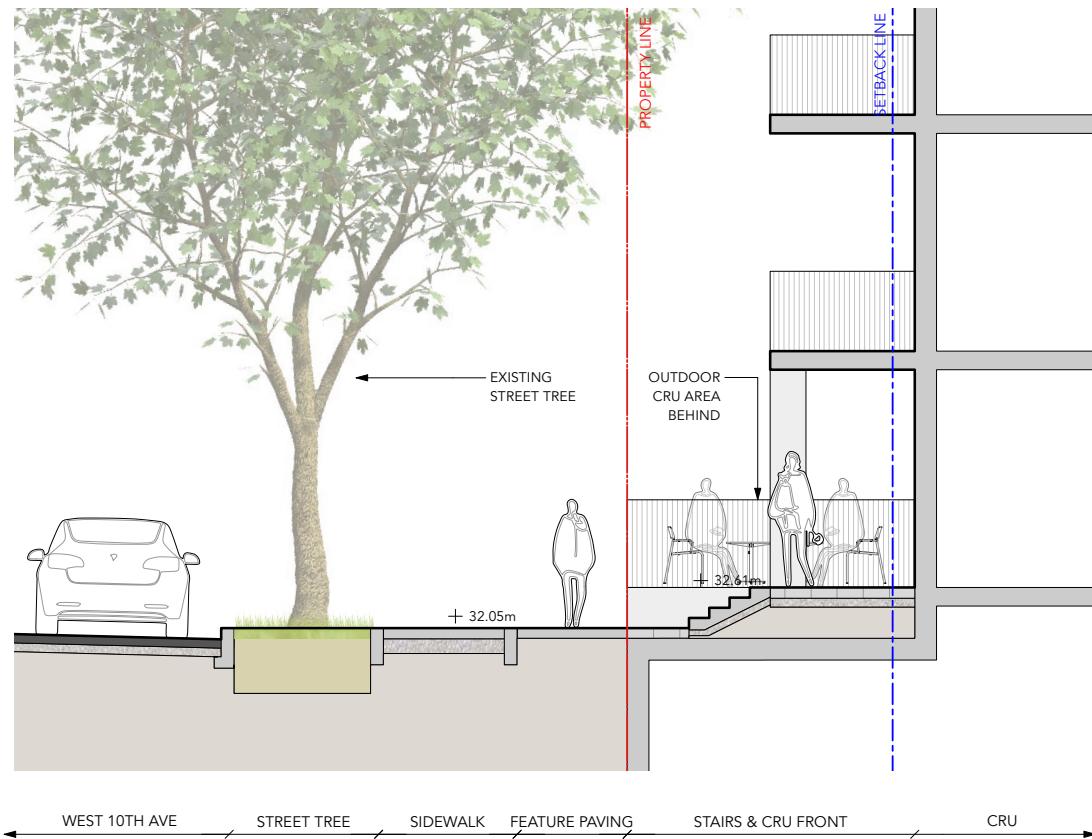 PROPERTY LINE
SETBACK LINE
EXISTING
STREET TREE
OUTDOOR
CRU AREA
BEHIND
32.61m
32.05m
WEST 10TH AVE
STREET TREE
SIDEWALK
FEATURE PAVING
STAIRS & CRU FRONT
CRU